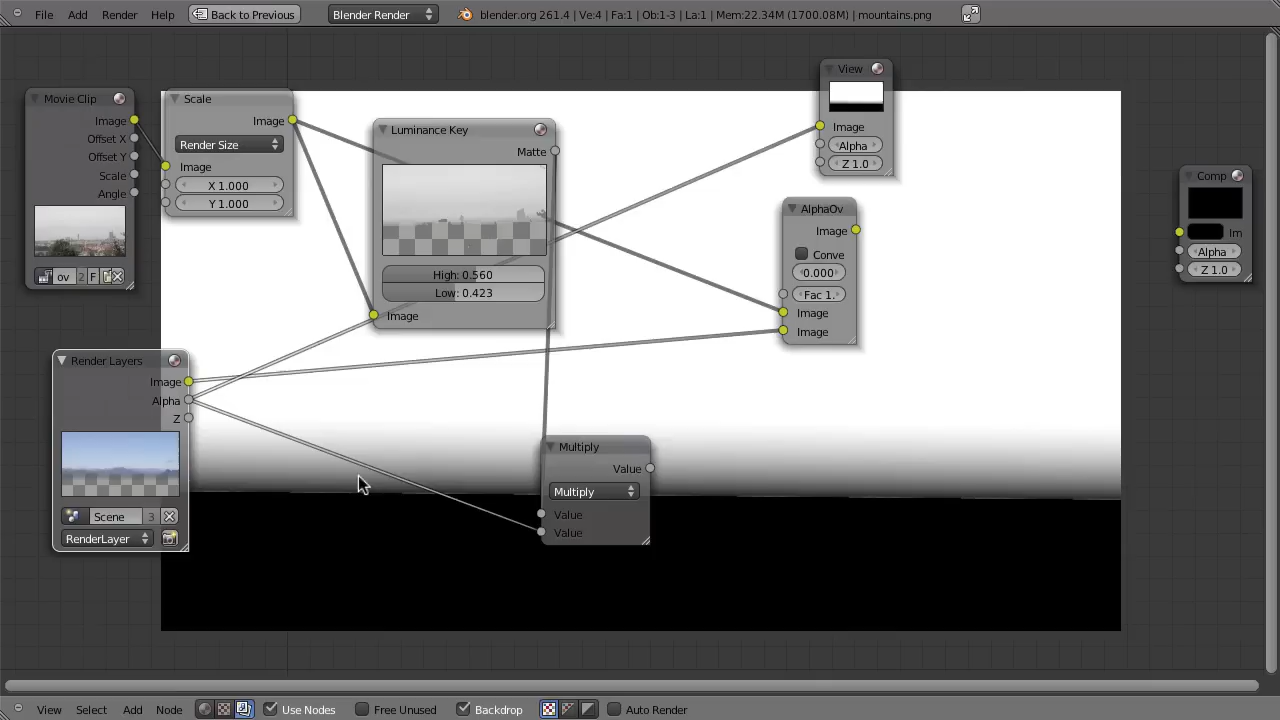 File Add Render Help Back to Previous Blender Render blender.org 261.4 | Ve:4 | Fa:1 | Ob:1-3 | La:1 | Mem:22.34M (1700.08M) | mountains.png
Movie Clip
Image
Offset X
Offset Y
Scale
Angle
ov 2 F
Scale
Image
Render Size
Image
X 1.000
Y 1.000
Luminance Key
Matte
High: 0.560
Low: 0.423
Image
View
Image
Alpha
Z 1.0
AlphaOv
Image
Conve
0.000
Fac 1.
Image
Image
Comp
Im
Alpha
Z 1.0
Render Layers
Image
Alpha
Z
Scene 3
RenderLayer
Multiply
Value
Multiply
Value
Value
View Select Add Node Use Nodes Free Unused Backdrop Auto Render